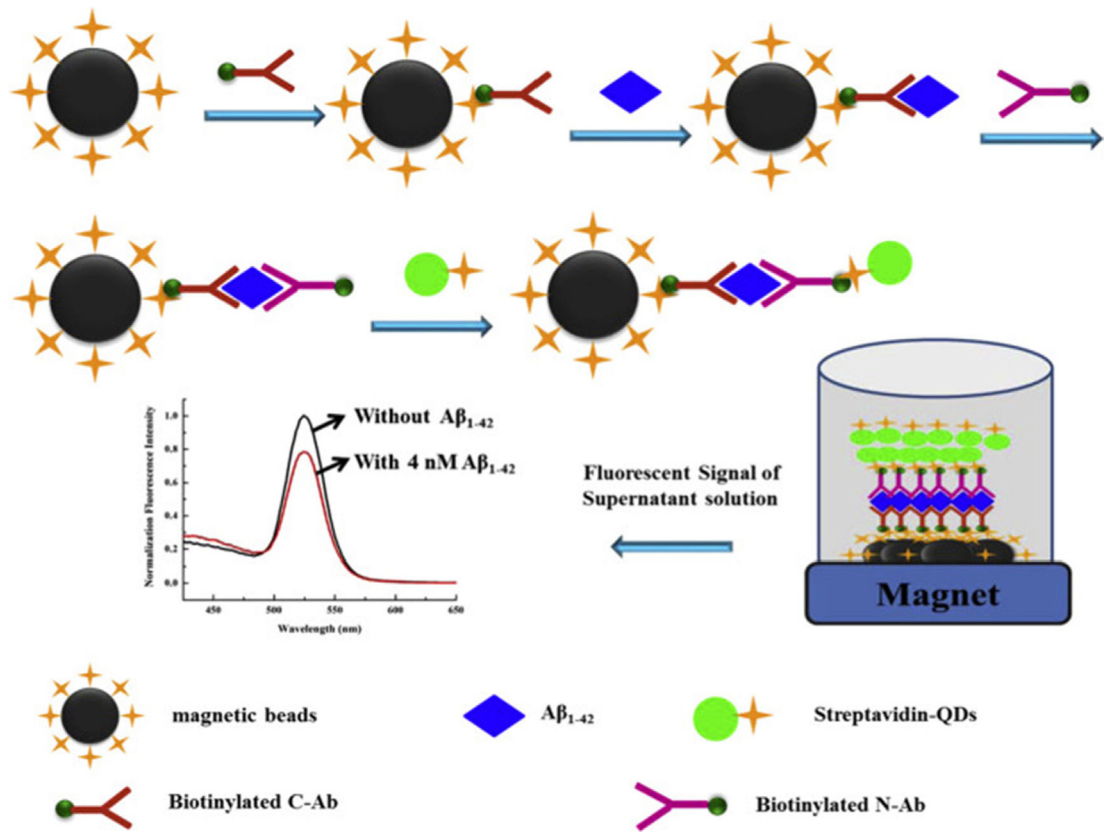 Without Aβ1-42
With 4 nM Aβ1-42
Normalization Fluorescence Intensity
1.0
0.8
0.6
0.4
0.2
0.0
450
500
550
600
650
Wavelength (nm)
Fluorescent Signal of
Supernatant solution
Magnet
magnetic beads
Aβ1-42
Streptavidin-QDs
Biotinylated C-Ab
Biotinylated N-Ab